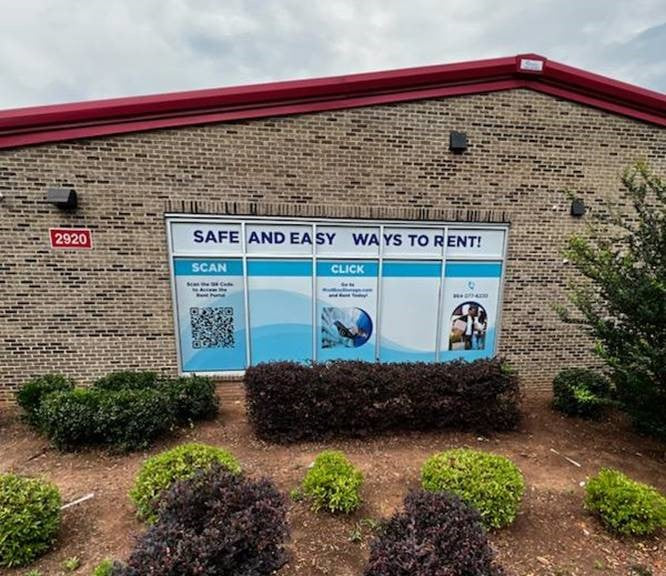 SAFE AND EASY WAYS TO RENT!
2920
SCAN
Scan the QR Code
to Access the
Rent Portal
CLICK
Go to
and Rent Today!